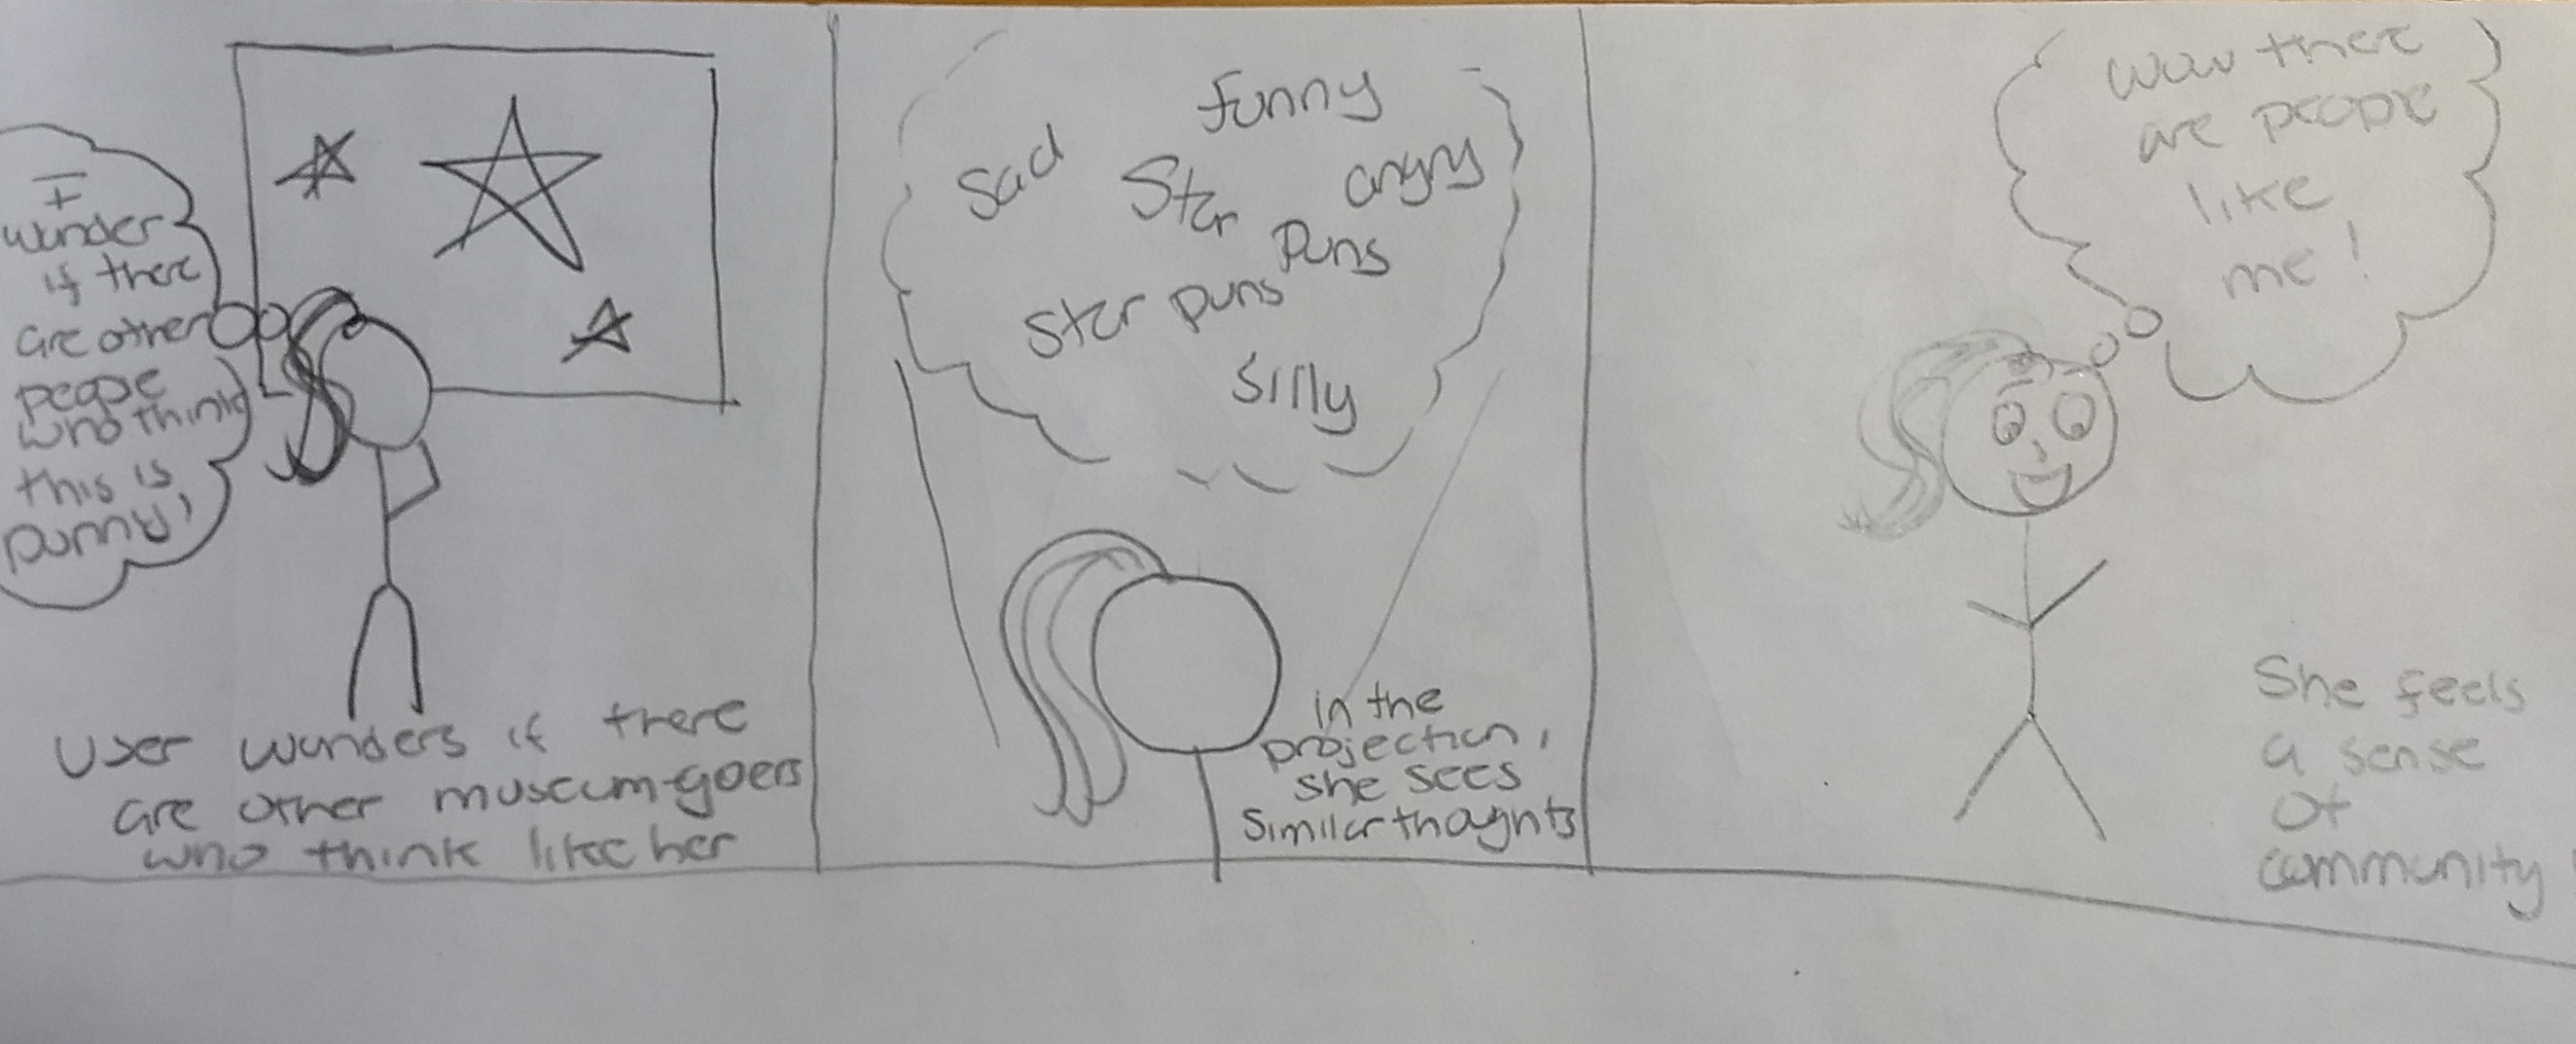 I
wonder
if there
are other
people
who think
this is
punny!
User wonders if there
are other museum-goers
who think like her
funny
sad
star
angry
puns
star puns
silly
in the
projection,
she sees
similar thoughts
wow there
are people
like
me!
She feels
a sense
of
community!